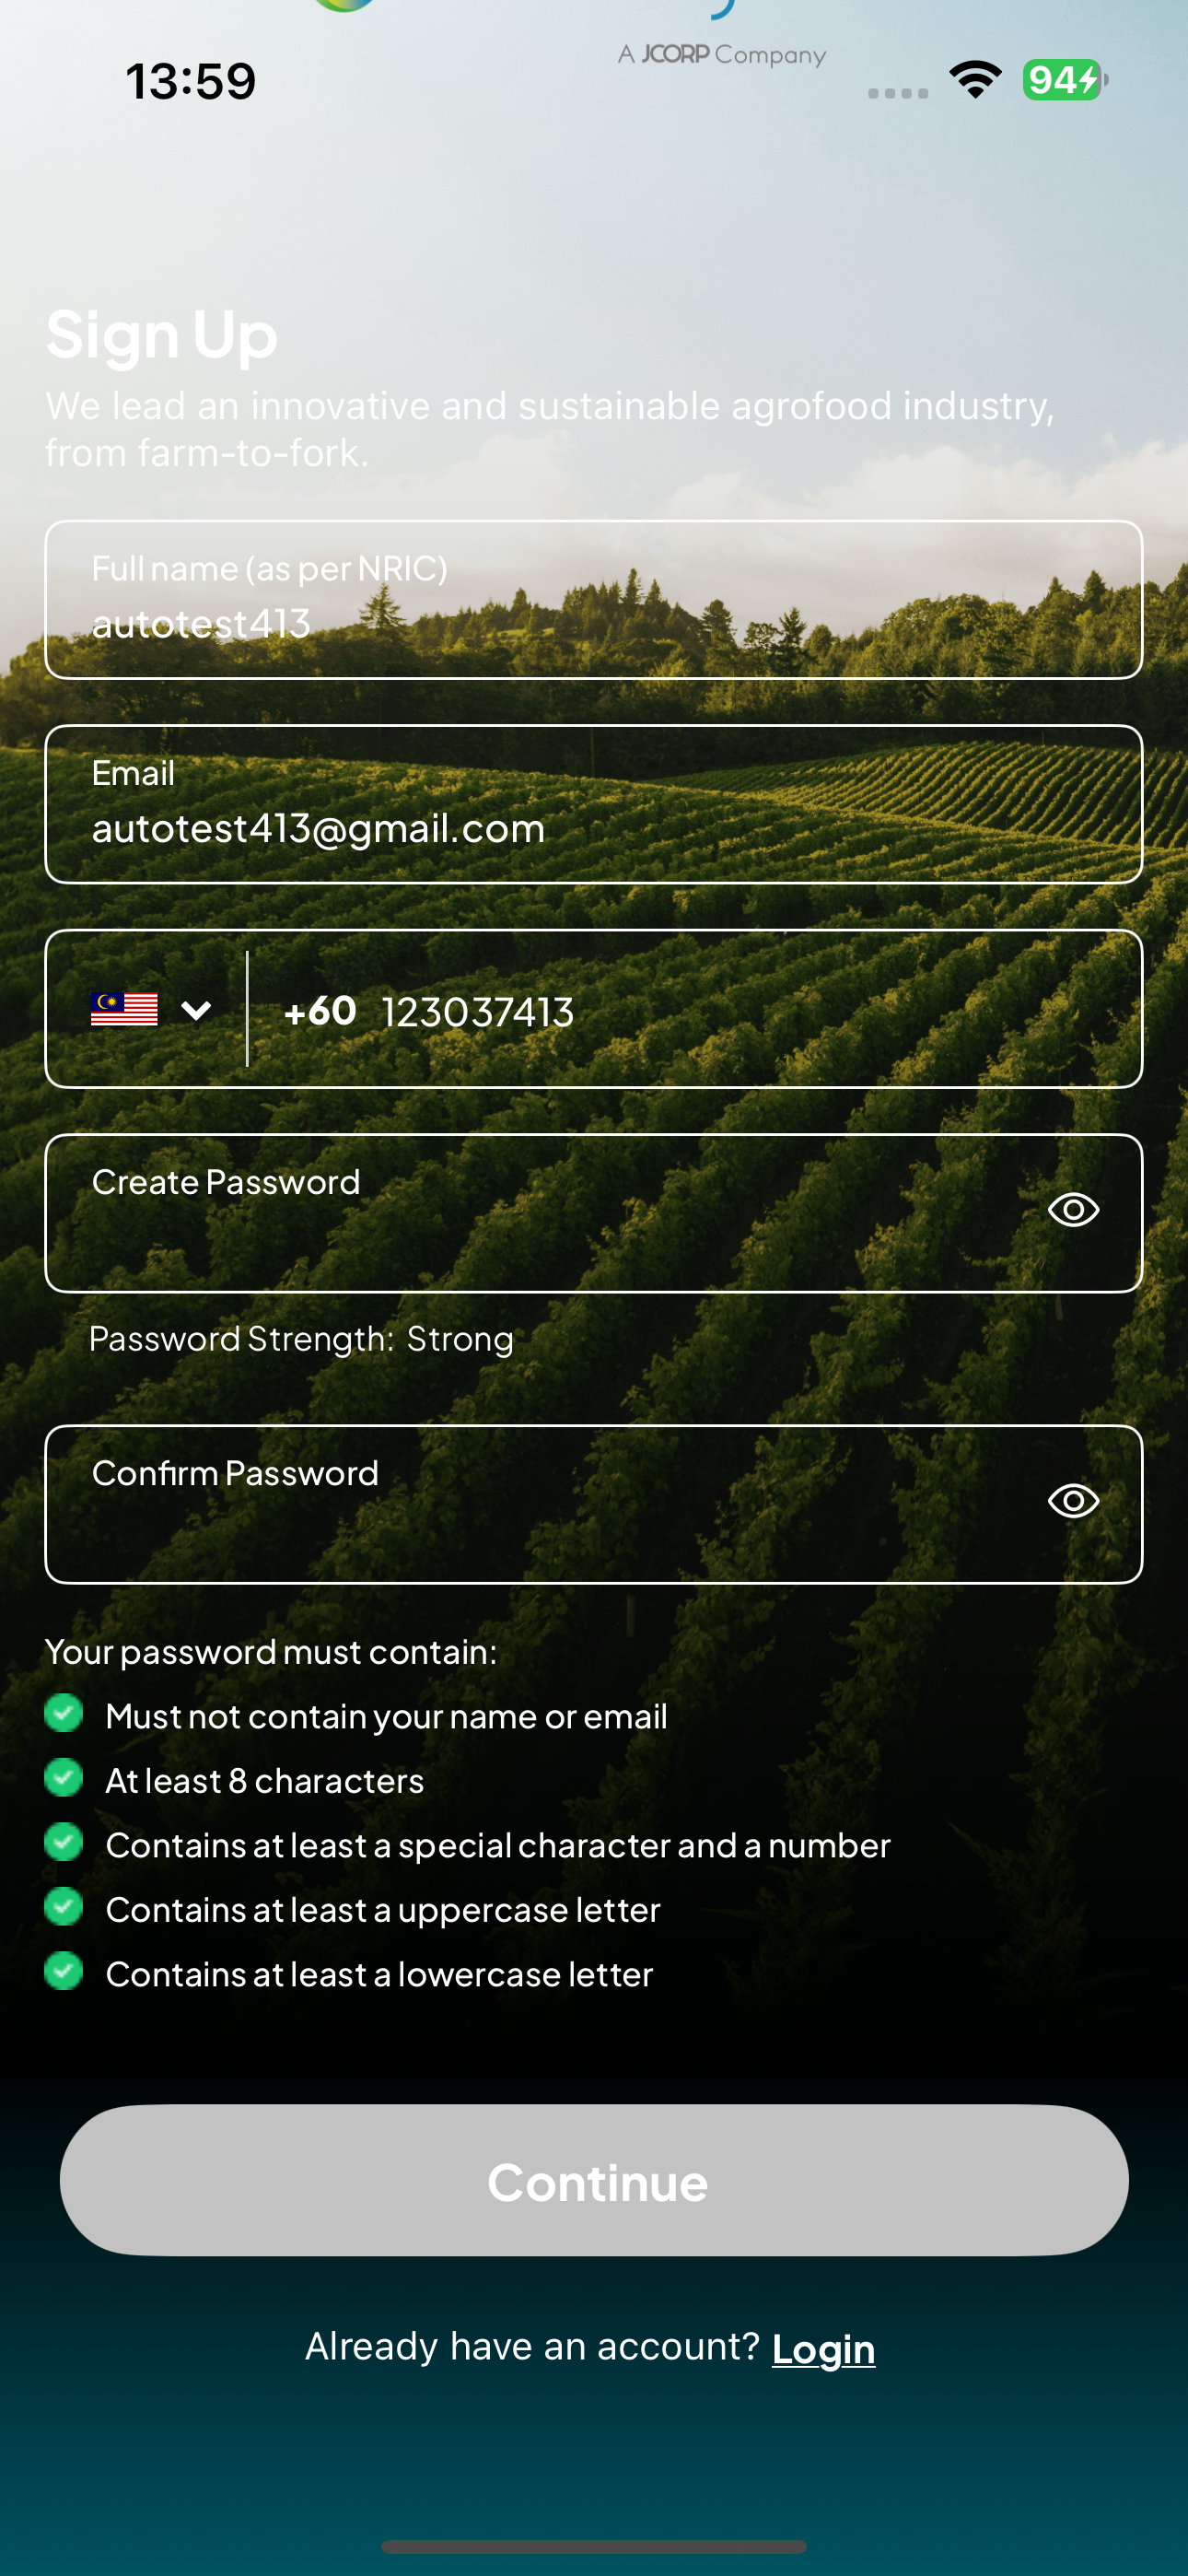 A JCORP Company
13:59
94
Sign Up
We lead an innovative and sustainable agrofood industry,
from farm-to-fork.
Full name (as per NRIC)
autotest413
Email
autotest413@gmail.com
+60 123037413
Create Password
Password Strength: Strong
Confirm Password
Your password must contain:
Must not contain your name or email
At least 8 characters
Contains at least a special character and a number
Contains at least a uppercase letter
Contains at least a lowercase letter
Continue
Already have an account? Login